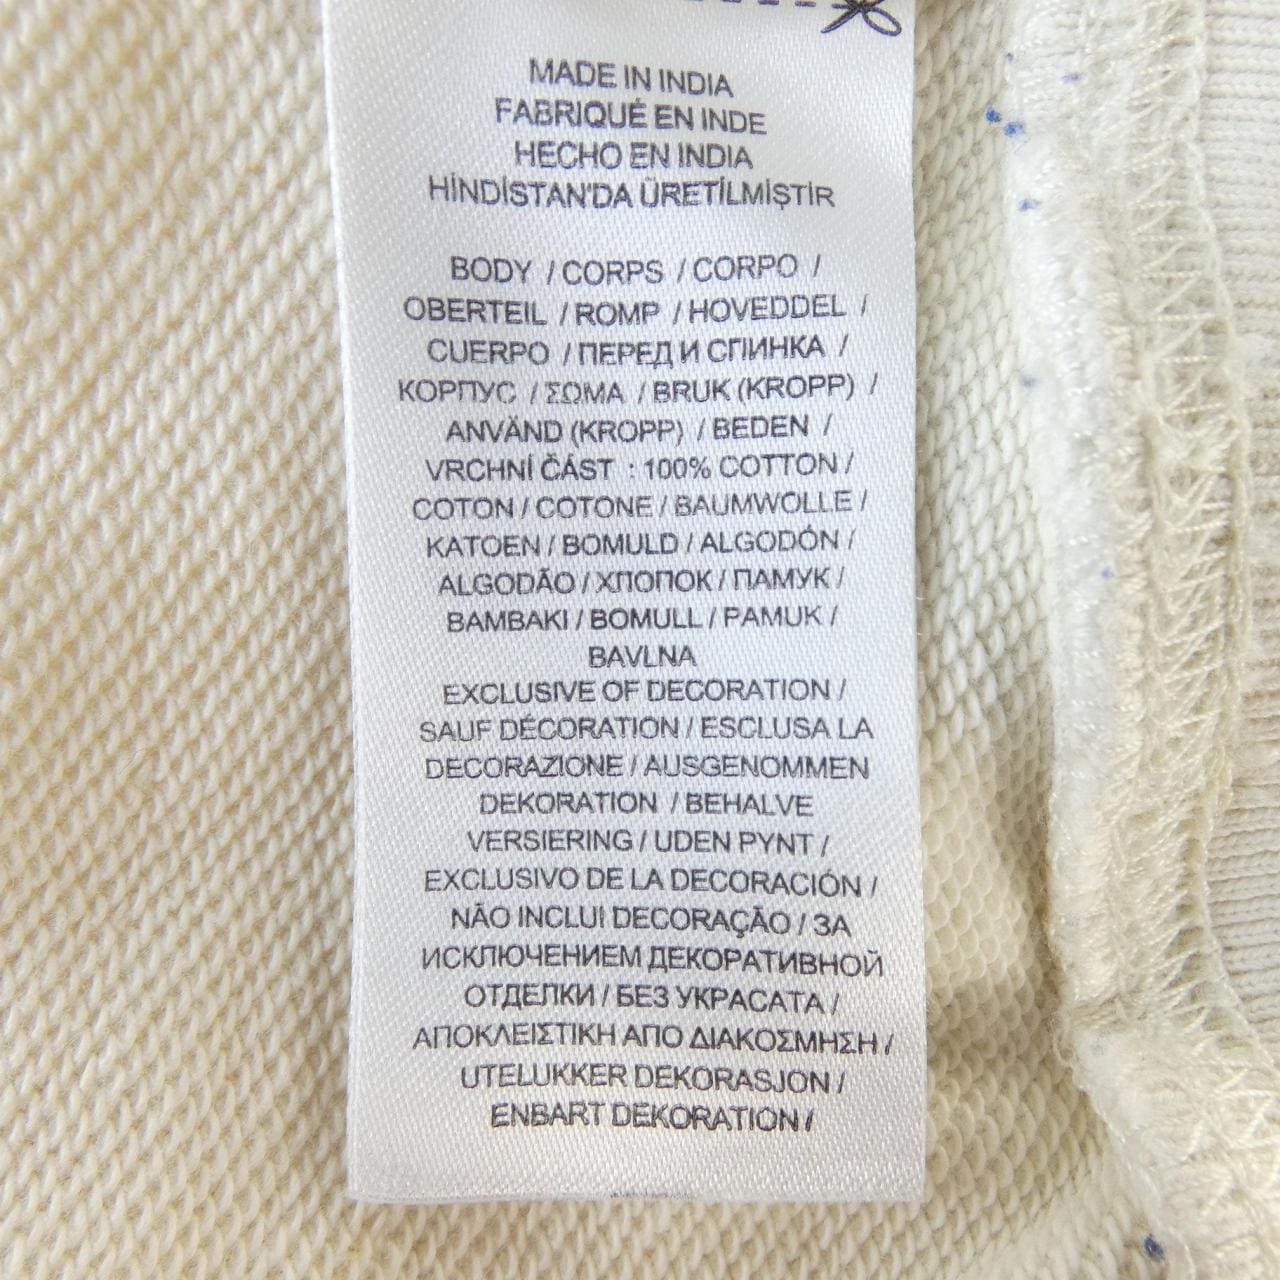 MADE IN INDIA
FABRIQUÉ EN INDE
HECHO EN INDIA
HİNDİSTAN'DA ÜRETİLMİŞTİR
BODY / CORPS / CORPO /
OBERTEIL / ROMP / HOVEDDEL /
CUERPO / ПЕРЕД И СПИНКА /
КОРПУС / ΣΩΜΑ / BRUK (KROPP) /
ANVÄND (KROPP) / BEDEN /
VRCHNÍ ČÁST : 100% COTTON /
COTON / COTONE / BAUMWOLLE /
KATOEN / BOMULD / ALGODÓN /
ALGODÃO / ХЛОПОК / ПАМУК /
BAMBAKI / BOMULL / PAMUK /
BAVLNA
EXCLUSIVE OF DECORATION /
SAUF DÉCORATION / ESCLUSA LA
DECORAZIONE / AUSGENOMMEN
DEKORATION / BEHALVE
VERSIERING / UDEN PYNT /
EXCLUSIVO DE LA DECORACIÓN /
NÃO INCLUI DECORAÇÃO / ЗА
ИСКЛЮЧЕНИЕМ ДЕКОРАТИВНОЙ
ОТДЕЛКИ / БЕЗ УКРАСАТА /
ΑΠΟΚΛΕΙΣΤΙΚΗ ΑΠΟ ΔΙΑΚΟΣΜΗΣΗ /
UTELUKKER DEKORASJON /
ENBART DEKORATION /